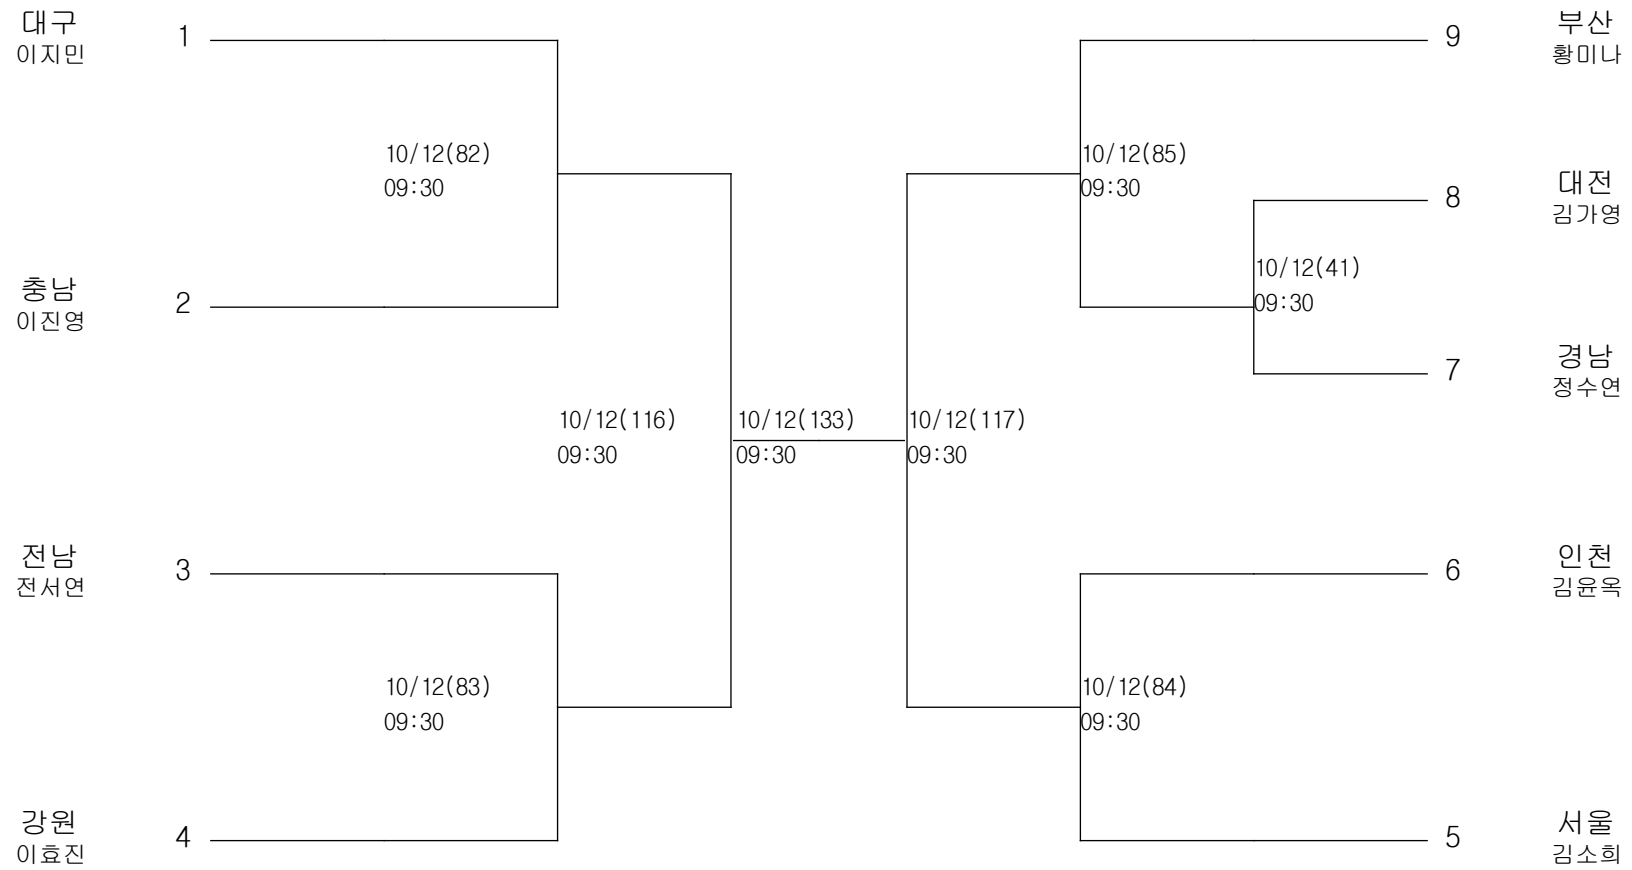 대구
이지민
1
9
부산
황미나
10/12(82)
09:30
10/12(85)
09:30
8
대전
김가영
10/12(41)
09:30
충남
이진영
2
7
경남
정수연
10/12(116)
09:30
10/12(133)
09:30
10/12(117)
09:30
전남
전서연
3
6
인천
김윤옥
10/12(83)
09:30
10/12(84)
09:30
강원
이효진
4
5
서울
김소희